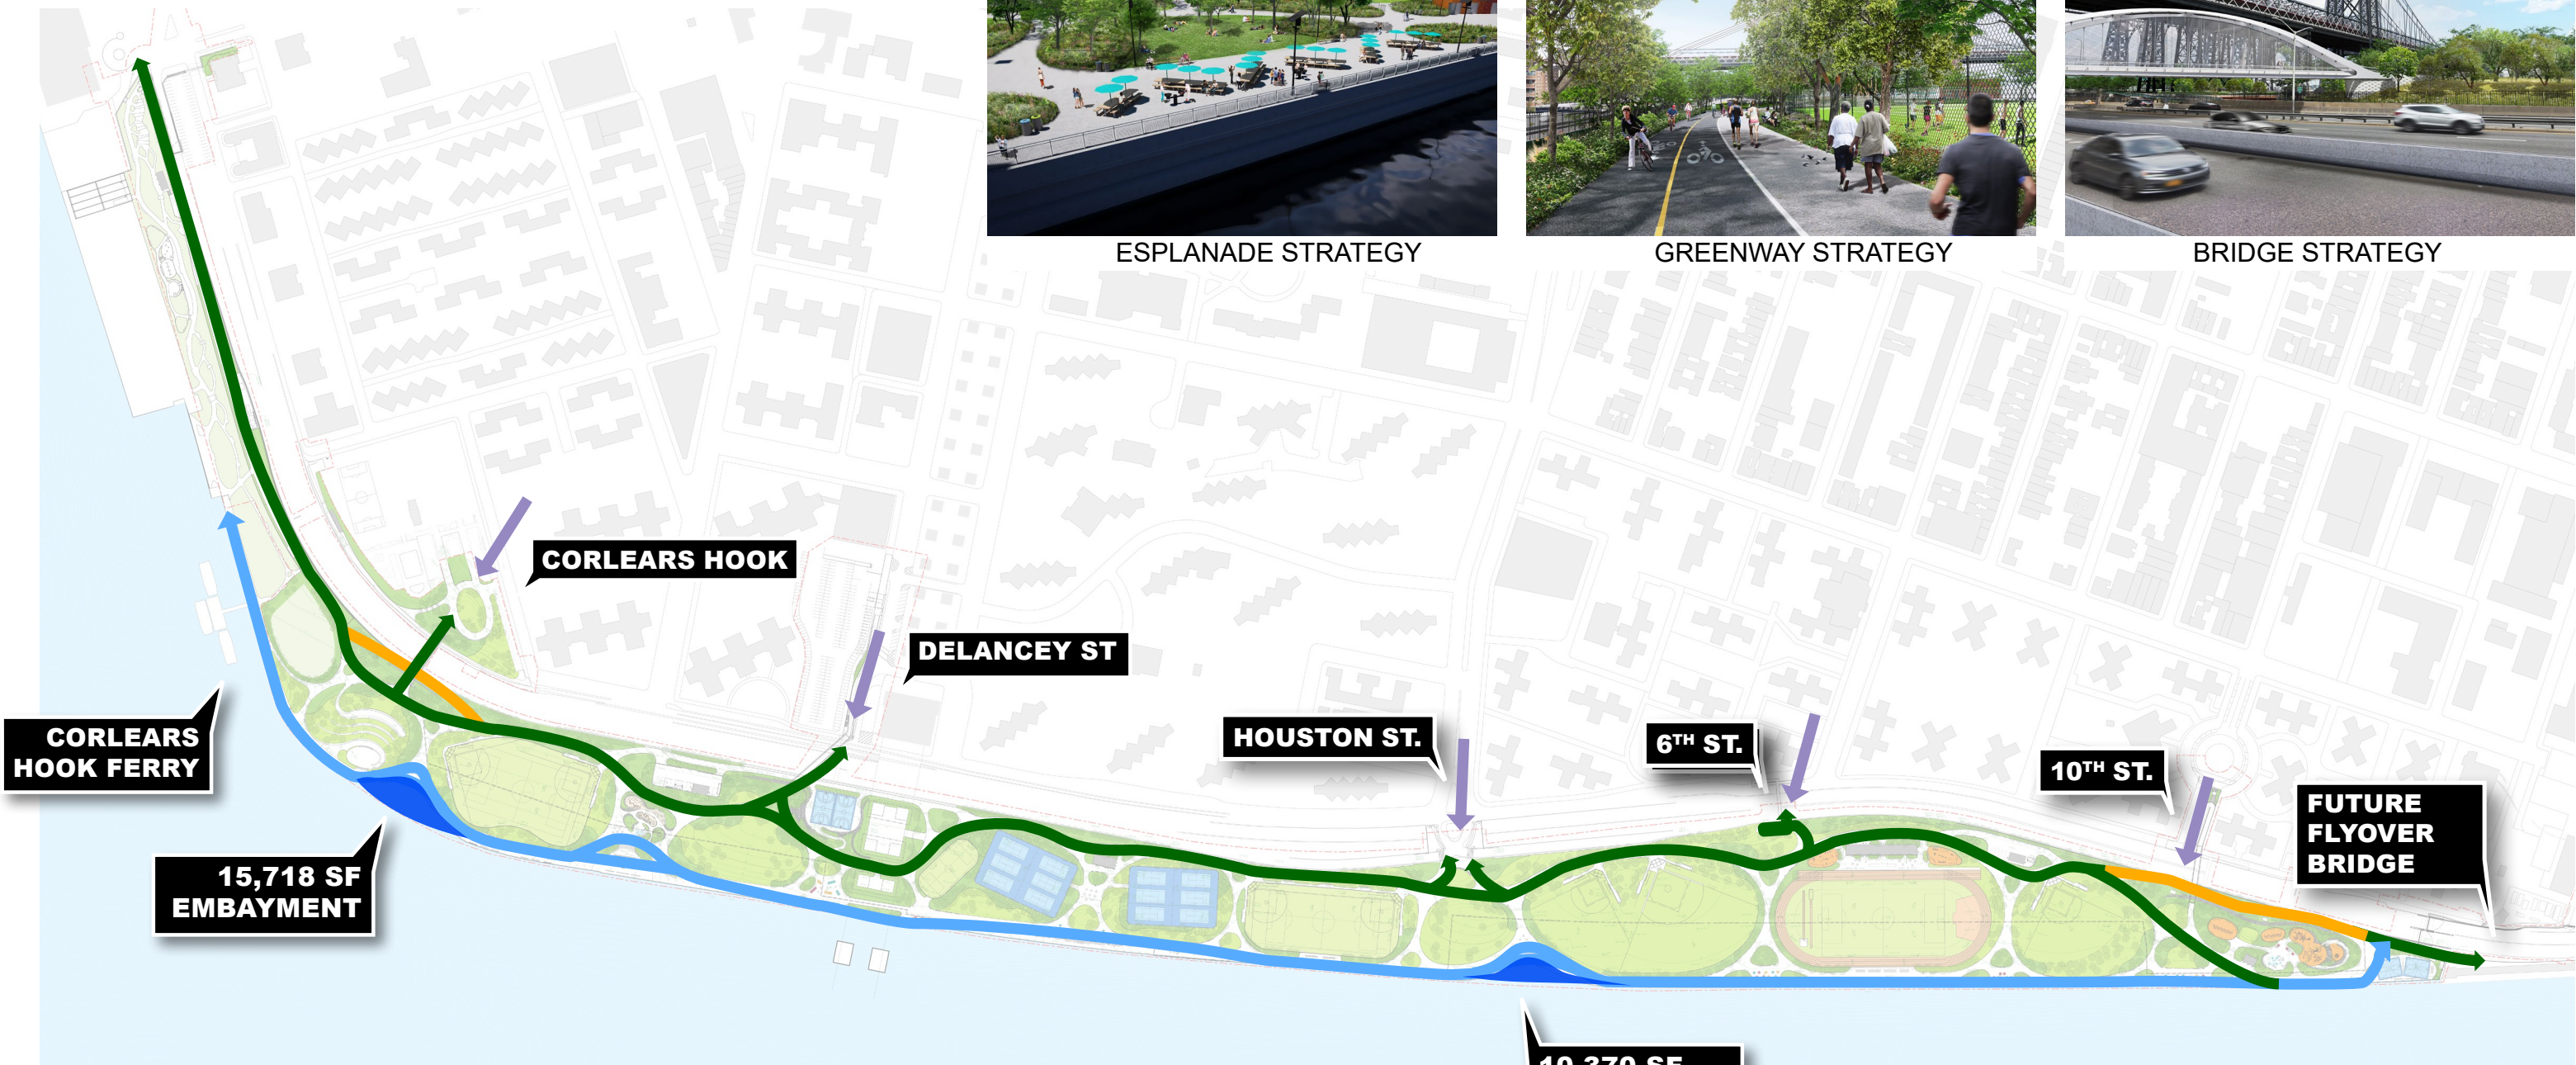 ESPLANADE STRATEGY
GREENWAY STRATEGY
BRIDGE STRATEGY
CORLEARS HOOK
DELANCEY ST
CORLEARS
HOOK FERRY
HOUSTON ST.
6TH ST.
10TH ST.
FUTURE
FLYOVER
BRIDGE
15,718 SF
EMBAYMENT